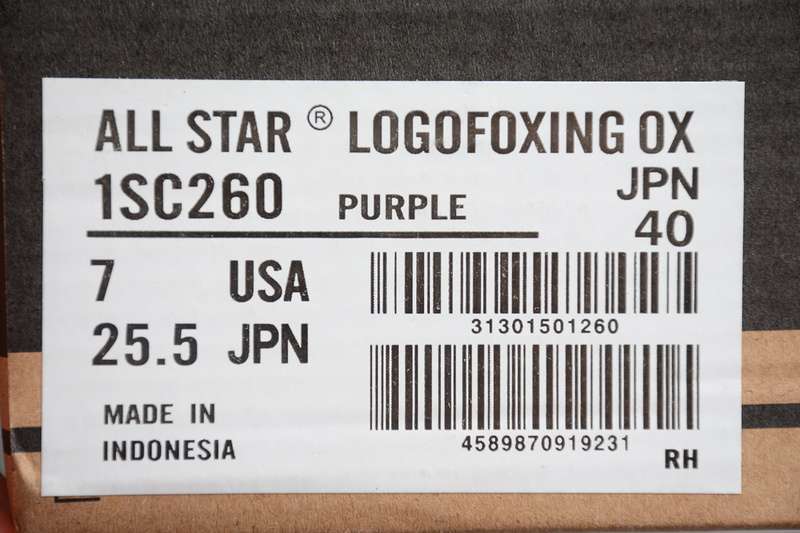 ALL STAR ® LOGOFOXING OX
1SC260 PURPLE JPN
40
7 USA
31301501260
25.5 JPN
MADE IN
INDONESIA
4589870919231
RH